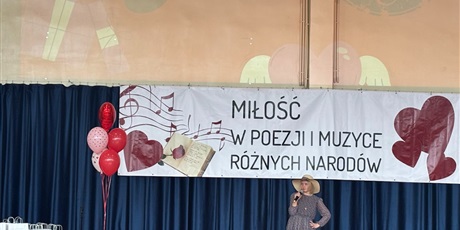 MIŁOŚĆ
W POEZJI I MUZYCE
RÓŻNYCH NARODÓW